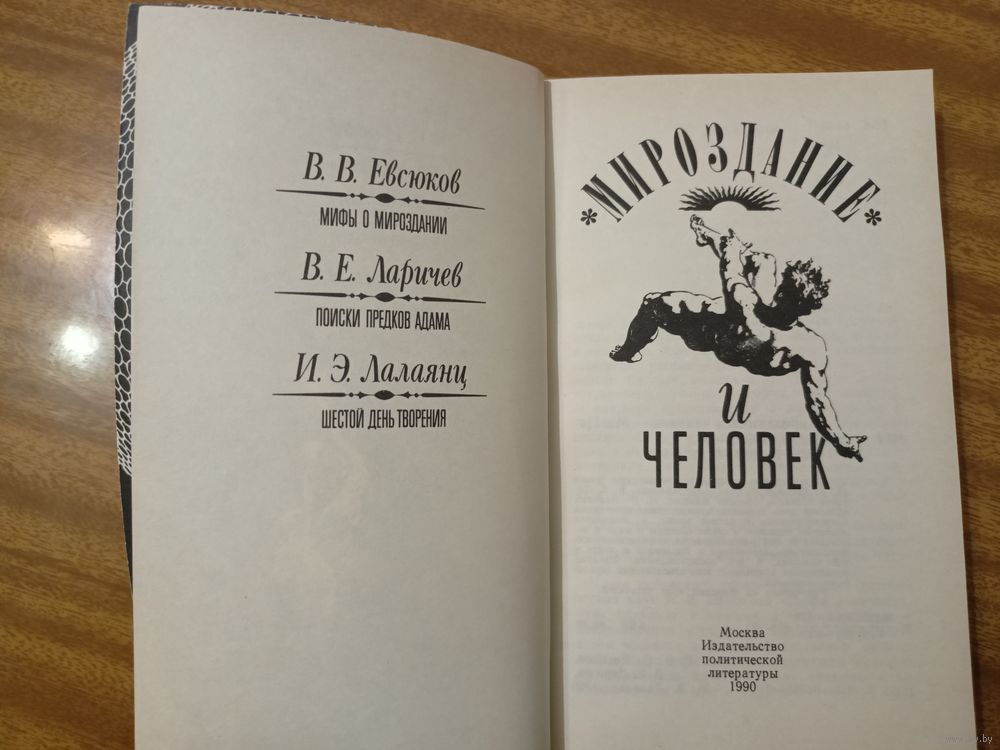 В. В. Евсюков
МИФЫ О МИРОЗДАНИИ
В. Е. Ларичев
ПОИСКИ ПРЕДКОВ АДАМА
И. Э. Лалаянц
ШЕСТОЙ ДЕНЬ ТВОРЕНИЯ
*МИРОЗДАНИЕ*
и
ЧЕЛОВЕК
Москва
Издательство
политической
литературы
1990